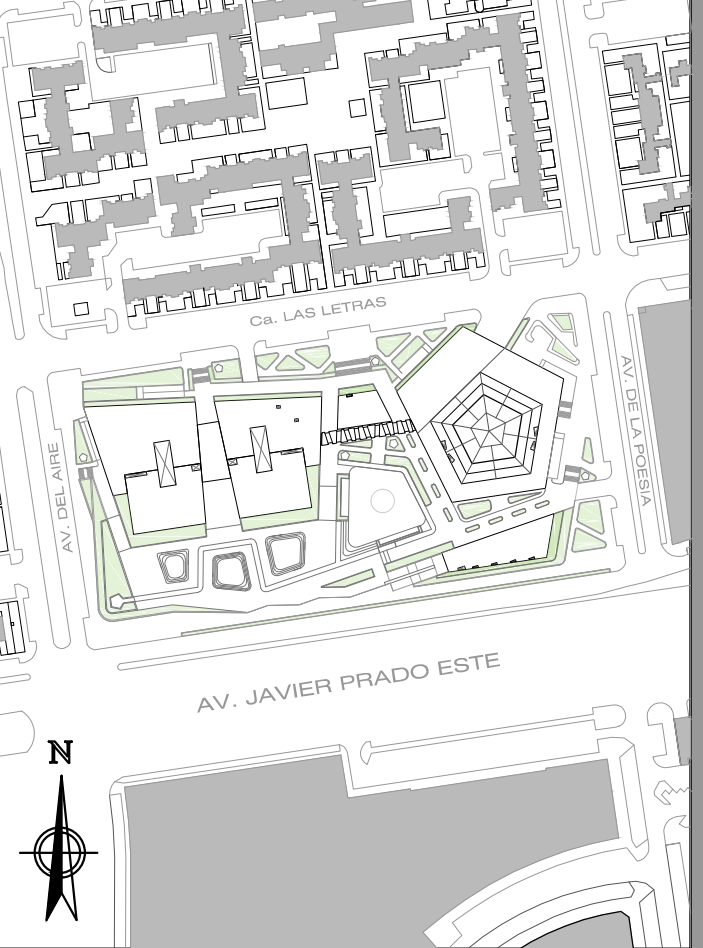 Ca. LAS LETRAS
AV. DE LA POESIA
AV. DEL AIRE
AV. JAVIER PRADO ESTE
N